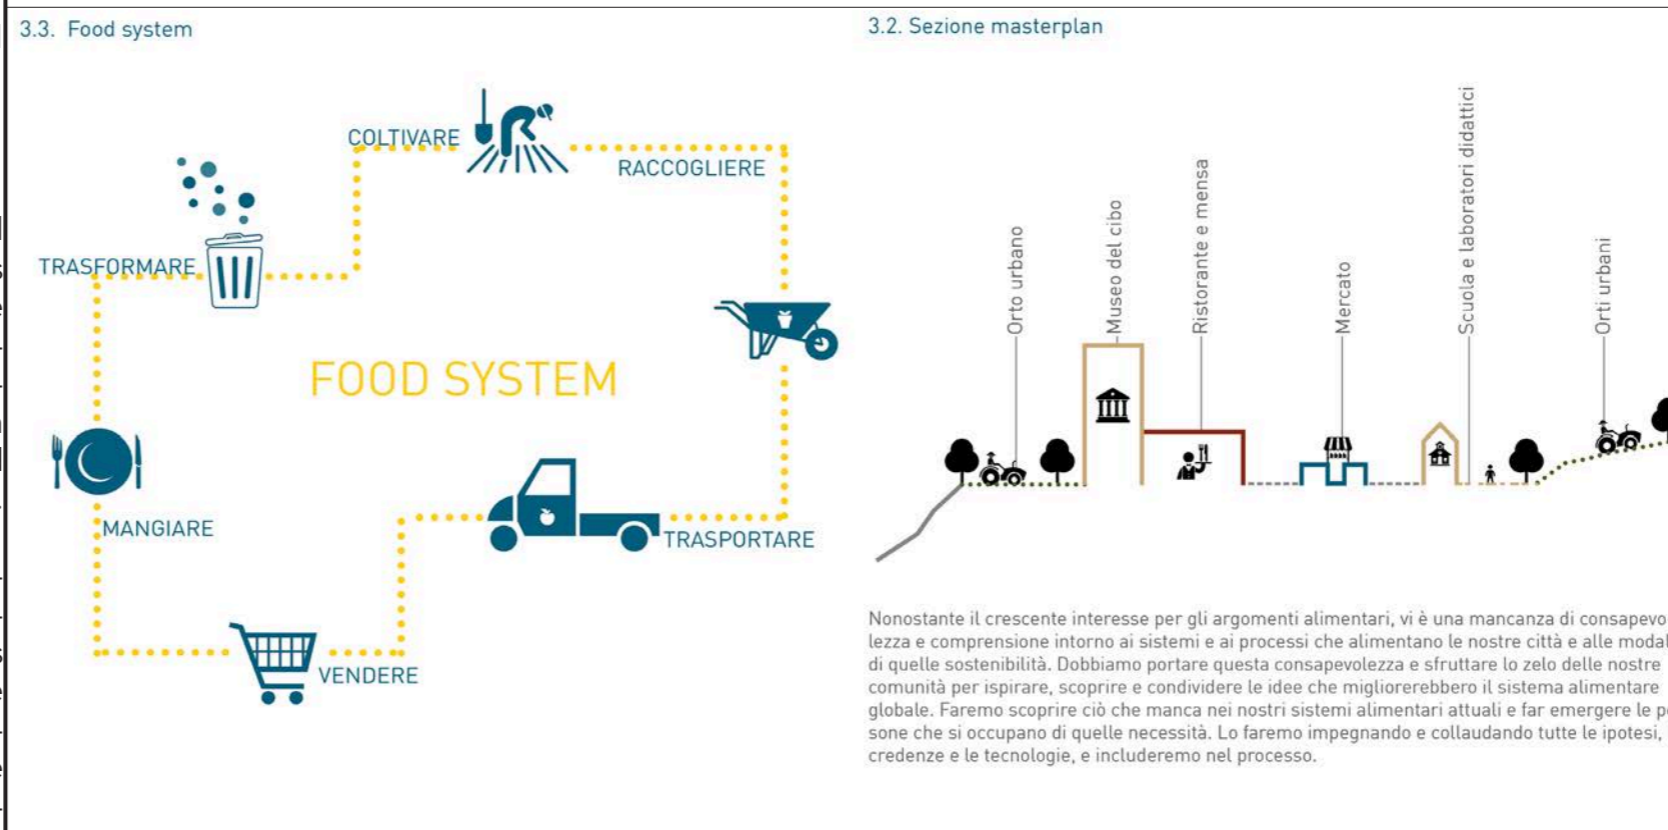 3.3. Food system
COLTIVARE
RACCOGLIERE
TRASFORMARE
FOOD SYSTEM
MANGIARE
TRASPORTARE
VENDERE
3.2. Sezione masterplan
Orto urbano
Museo del cibo
Ristorante e mensa
Mercato
Scuola e laboratori didattici
Orti urbani
Nonostante il crescente interesse per gli argomenti alimentari, vi è una mancanza di consapevo
lezza e comprensione intorno ai sistemi e ai processi che alimentano le nostre città e alle modal
di quelle sostenibilità. Dobbiamo portare questa consapevolezza e sfruttare lo zelo delle nostre
comunità per ispirare, scoprire e condividere le idee che migliorerebbero il sistema alimentare
globale. Faremo scoprire ciò che manca nei nostri sistemi alimentari attuali e far emergere le pe
sone che si occupano di quelle necessità. Lo faremo impegnando e collaudando tutte le ipotesi,
credenze e le tecnologie, e includeremo nel processo.